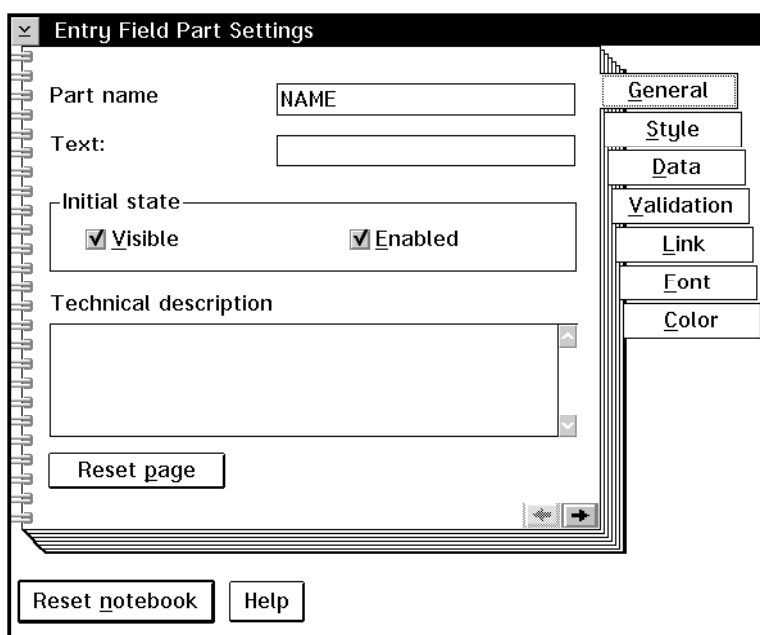 Entry Field Part Settings
Part name NAME
General
Text:
Style
Data
Initial state
Validation
Visible Enabled
Link
Font
Technical description
Color
Reset page
Reset notebook Help